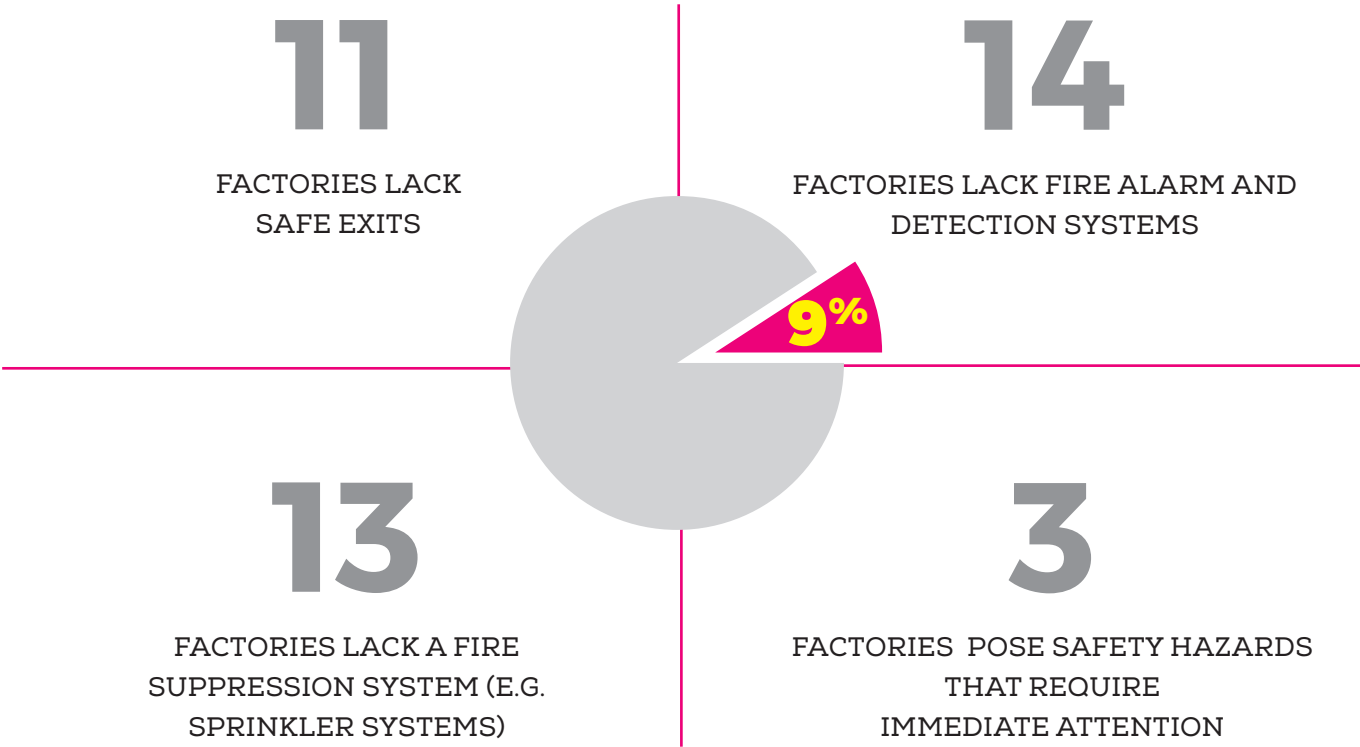 11
FACTORIES LACK
SAFE EXITS
14
FACTORIES LACK FIRE ALARM AND
DETECTION SYSTEMS
9%
13
FACTORIES LACK A FIRE
SUPPRESSION SYSTEM (E.G.
SPRINKLER SYSTEMS)
3
FACTORIES POSE SAFETY HAZARDS
THAT REQUIRE
IMMEDIATE ATTENTION